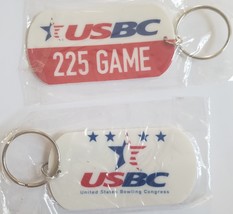 USBC
225 GAME
USBC
United States Bowling Congress